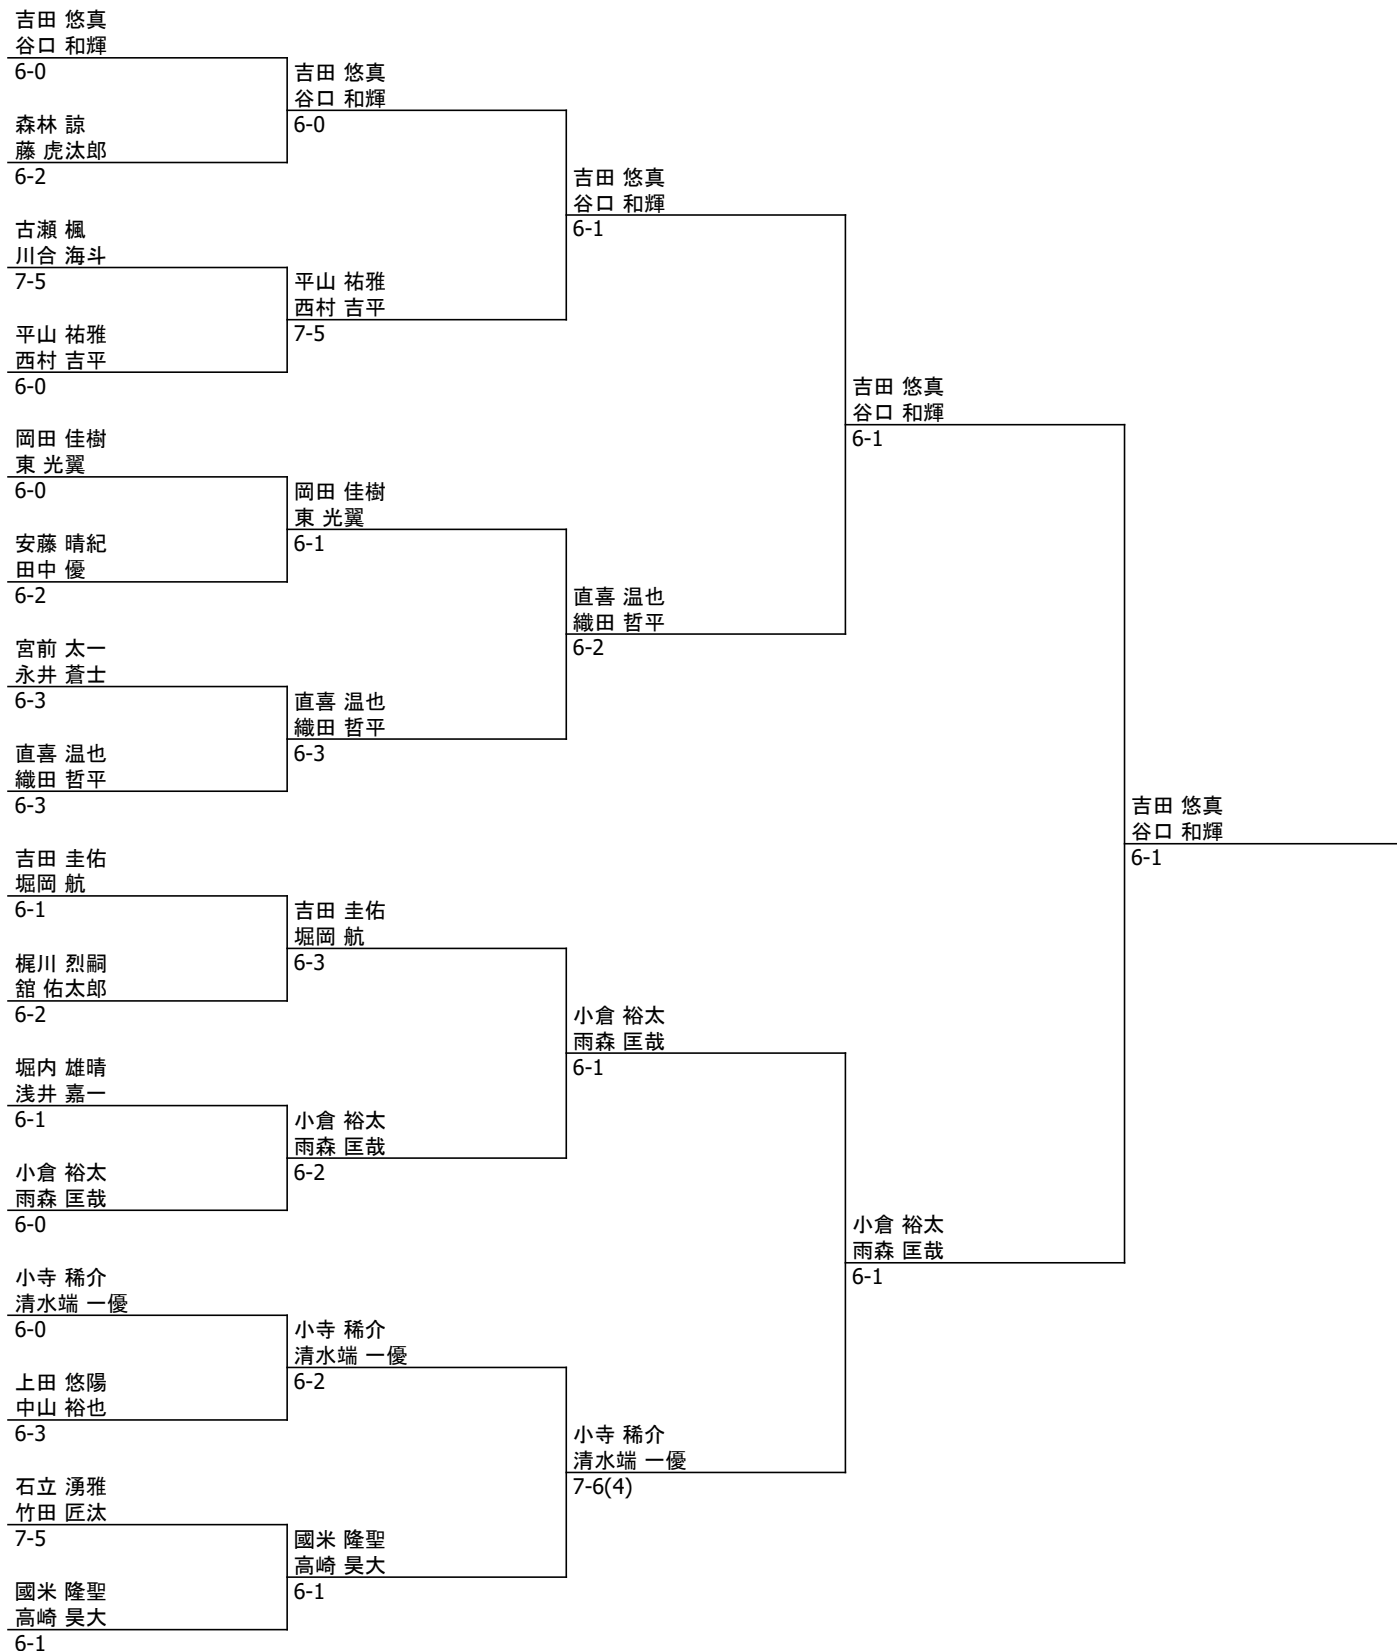 吉田 悠真
谷口 和輝
6-0
森林 諒
藤 虎汰郎
6-2
古瀬 楓
川合 海斗
7-5
平山 祐雅
西村 吉平
6-0
岡田 佳樹
東 光翼
6-0
安藤 晴紀
田中 優
6-2
宮前 太一
永井 蒼士
6-3
直喜 温也
織田 哲平
6-3
吉田 圭佑
堀岡 航
6-1
梶川 烈嗣
舘 佑太郎
6-2
堀内 雄晴
浅井 嘉一
6-1
小倉 裕太
雨森 匡哉
6-0
小寺 稀介
清水端 一優
6-0
上田 悠陽
中山 裕也
6-3
石立 湧雅
竹田 匠汰
7-5
國米 隆聖
高崎 昊大
6-1
吉田 悠真
谷口 和輝
6-0
平山 祐雅
西村 吉平
7-5
岡田 佳樹
東 光翼
6-1
直喜 温也
織田 哲平
6-3
吉田 圭佑
堀岡 航
6-3
小倉 裕太
雨森 匡哉
6-2
小寺 稀介
清水端 一優
6-2
國米 隆聖
高崎 昊大
6-1
吉田 悠真
谷口 和輝
6-1
直喜 温也
織田 哲平
6-2
小倉 裕太
雨森 匡哉
6-1
小寺 稀介
清水端 一優
7-6(4)
吉田 悠真
谷口 和輝
6-1
小倉 裕太
雨森 匡哉
6-1
吉田 悠真
谷口 和輝
6-1